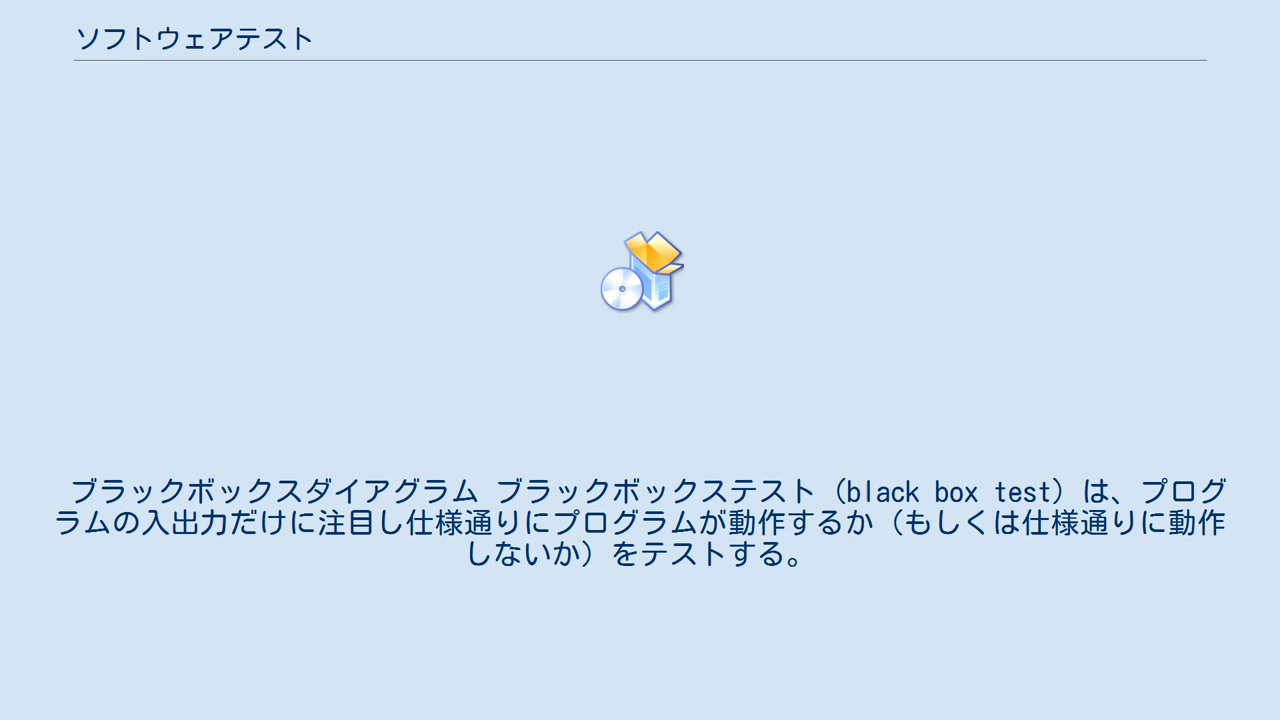 ソフトウェアテスト
ブラックボックスダイアグラム ブラックボックステスト（black box test）は、プログ
ラムの入出力だけに注目し仕様通りにプログラムが動作するか（もしくは仕様通りに動作
しないか）をテストする。